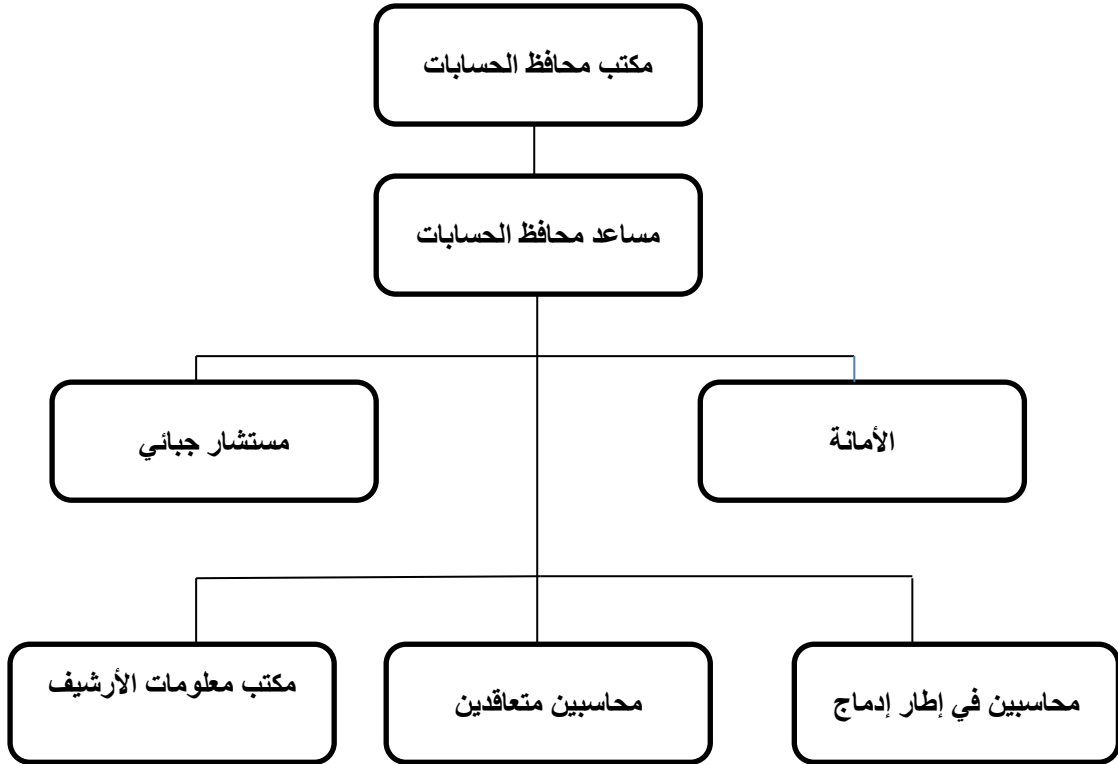 مكتب محافظ الحسابات
مساعد محافظ الحسابات
الأمانة
مستشار جبائي
محاسبين في إطار إدماج
محاسبين متعاقدين
مكتب معلومات الأرشيف